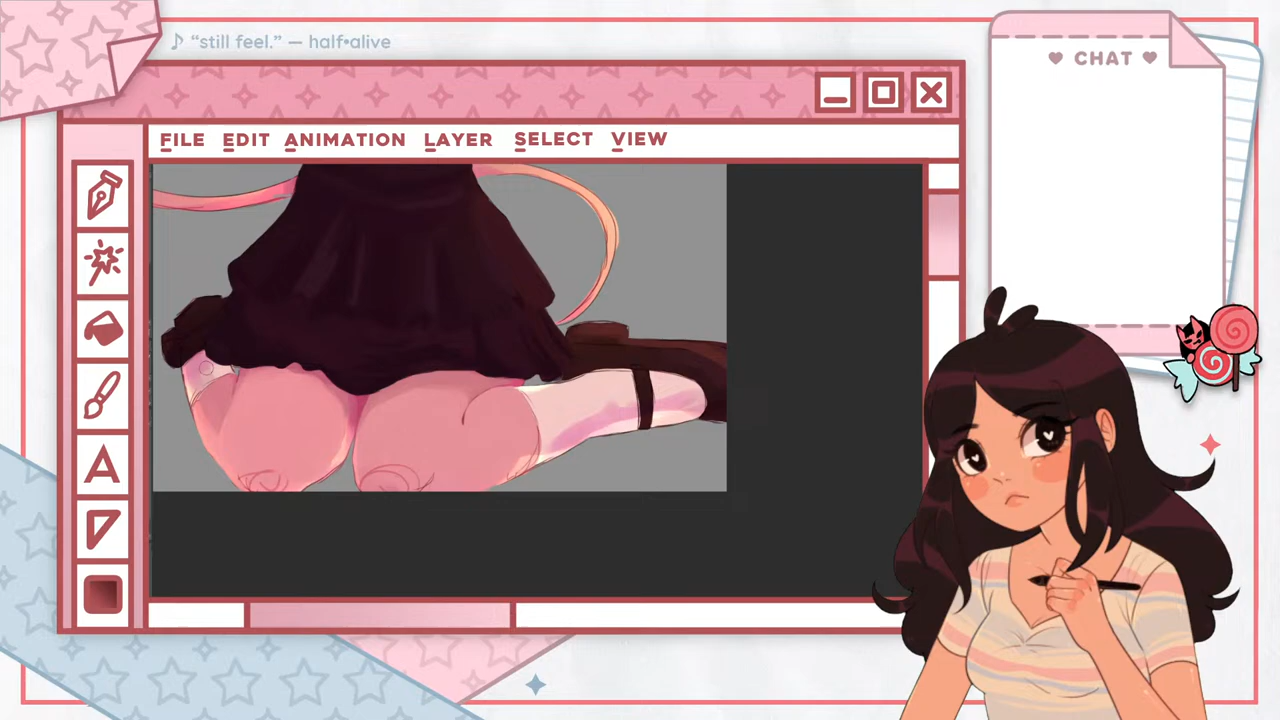 ♪ “still feel.” — half•alive
♥ CHAT ♥
FILE EDIT ANIMATION LAYER SELECT VIEW
A